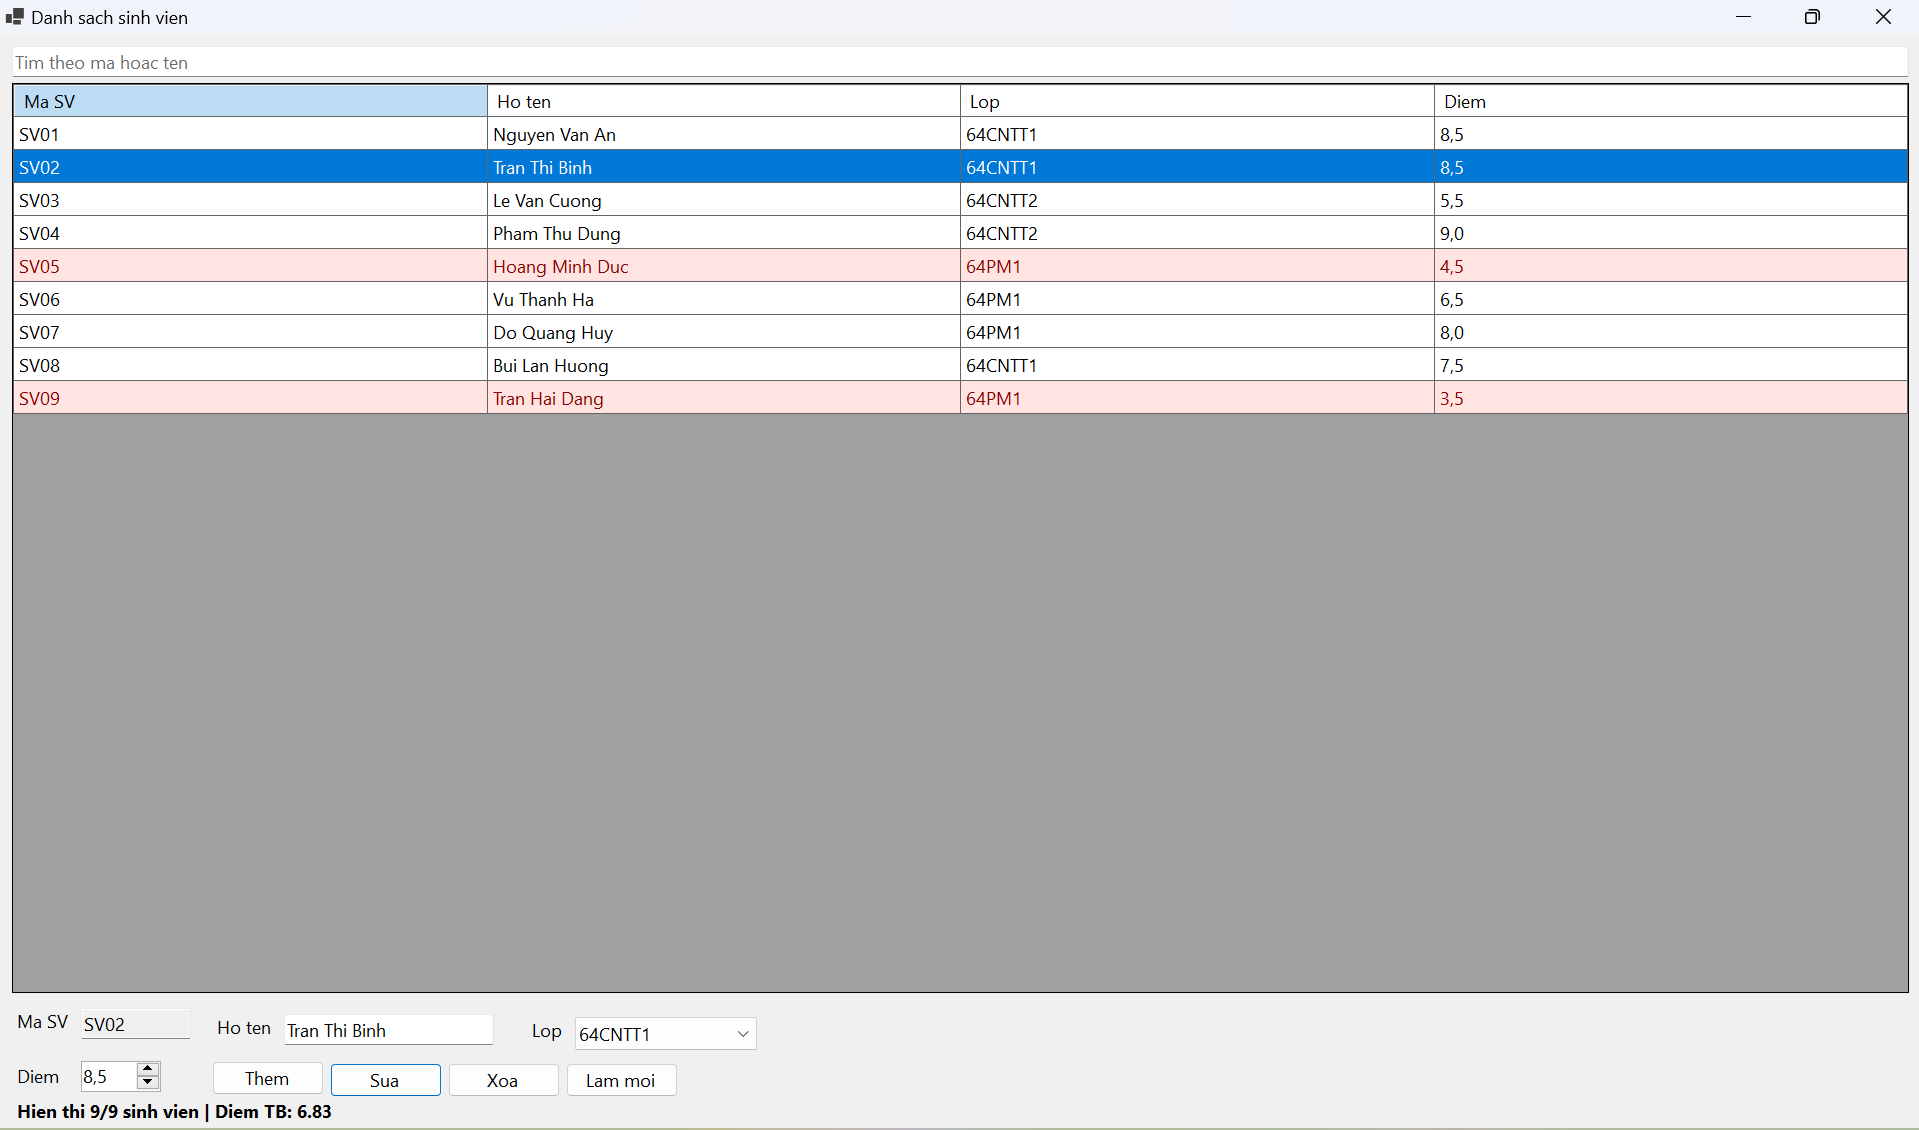 Danh sach sinh vien
Tim theo ma hoac ten
Ma SV Ho ten Lop Diem
SV01 Nguyen Van An 64CNTT1 8,5
SV02 Tran Thi Binh 64CNTT1 8,5
SV03 Le Van Cuong 64CNTT2 5,5
SV04 Pham Thu Dung 64CNTT2 9,0
SV05 Hoang Minh Duc 64PM1 4,5
SV06 Vu Thanh Ha 64PM1 6,5
SV07 Do Quang Huy 64PM1 8,0
SV08 Bui Lan Huong 64CNTT1 7,5
SV09 Tran Hai Dang 64PM1 3,5
Ma SV SV02 Ho ten Tran Thi Binh Lop 64CNTT1
Diem 8,5 Them Sua Xoa Lam moi
Hien thi 9/9 sinh vien | Diem TB: 6.83